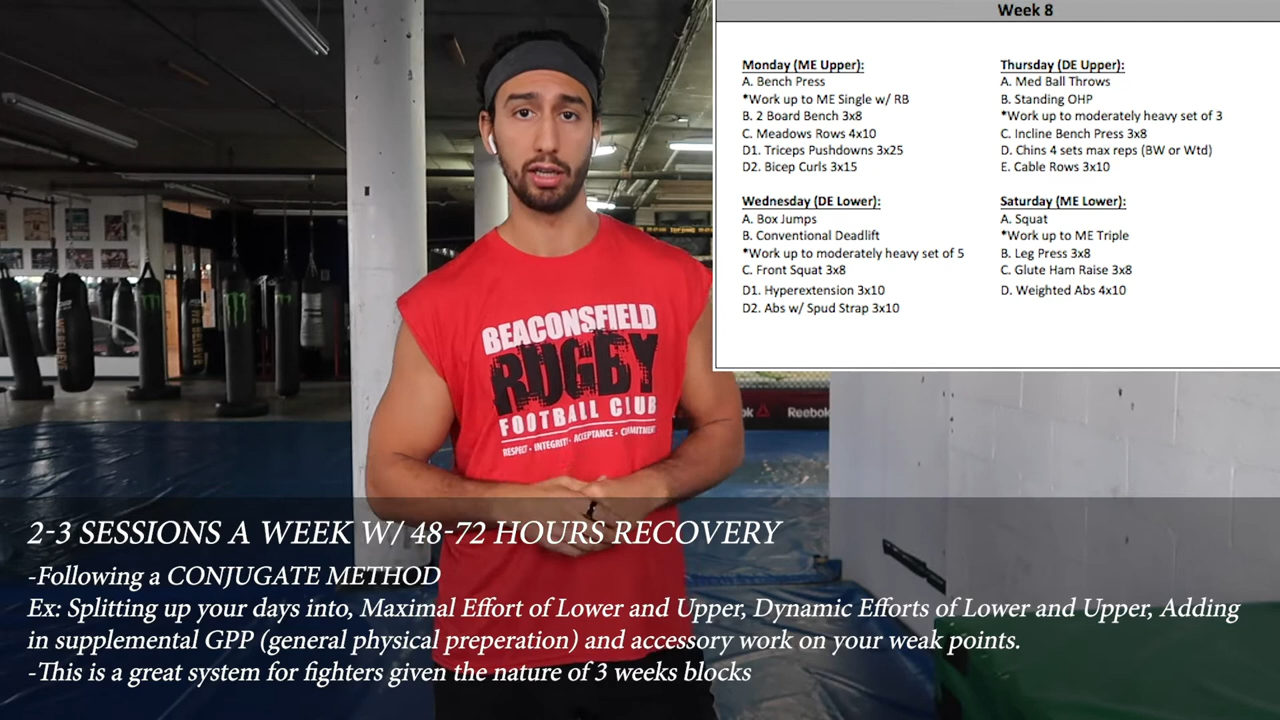 Week 8
Monday (ME Upper):
A. Bench Press
*Work up to ME Single w/ RB
B. 2 Board Bench 3x8
C. Meadows Rows 4x10
D1. Triceps Pushdowns 3x25
D2. Bicep Curls 3x15
Wednesday (DE Lower):
A. Box Jumps
B. Conventional Deadlift
*Work up to moderately heavy set of 5
C. Front Squat 3x8
D1. Hyperextension 3x10
D2. Abs w/ Spud Strap 3x10
Thursday (DE Upper):
A. Med Ball Throws
B. Standing OHP
*Work up to moderately heavy set of 3
C. Incline Bench Press 3x8
D. Chins 4 sets max reps (BW or Wtd)
E. Cable Rows 3x10
Saturday (ME Lower):
A. Squat
*Work up to ME Triple
B. Leg Press 3x8
C. Glute Ham Raise 3x8
D. Weighted Abs 4x10
BEACONSFIELD
RUGBY
FOOTBALL CLUB
RESPECT - INTEGRITY - ACCEPTANCE - COMMITMENT
Reebok
2-3 SESSIONS A WEEK W/ 48-72 HOURS RECOVERY
-Following a CONJUGATE METHOD
Ex: Splitting up your days into, Maximal Effort of Lower and Upper, Dynamic Efforts of Lower and Upper, Adding
in supplemental GPP (general physical preperation) and accessory work on your weak points.
-This is a great system for fighters given the nature of 3 weeks blocks